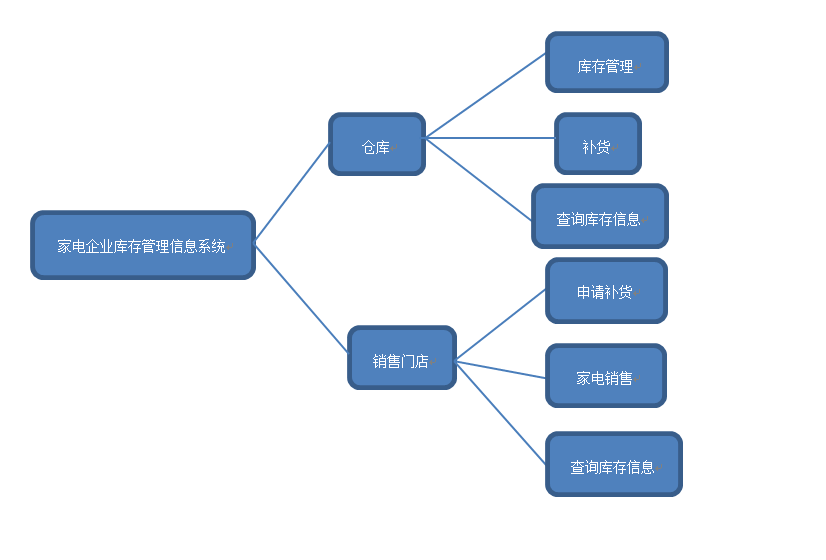 家电企业库存管理信息系统
仓库
库存管理
补货
查询库存信息
销售门店
申请补货
家电销售
查询库存信息